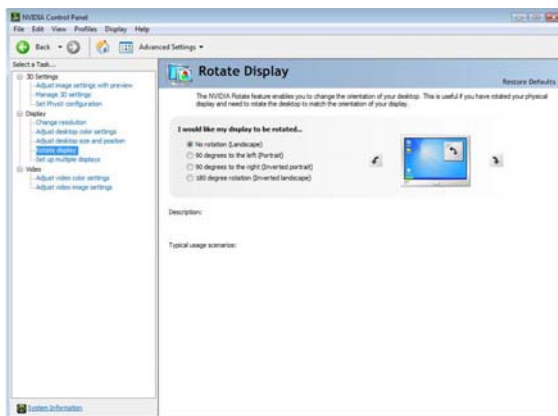 NVIDIA Control Panel
File Edit View Profiles Display Help
Back Advanced Settings
Select a Task...
3D Settings
Adjust image settings with preview
Manage 3D settings
Set PhysX configuration
Display
Change resolution
Adjust desktop color settings
Adjust desktop size and position
Rotate display
Set up multiple displays
Video
Adjust video color settings
Adjust video image settings
System Information
Rotate Display
Restore Defaults
The NVIDIA Rotate feature enables you to change the orientation of your desktop. This is useful if you have rotated your physical
display and need to rotate the desktop to match the orientation of your display.
I would like my display to be rotated...
No rotation (Landscape)
90 degrees to the left (Portrait)
90 degrees to the right (Inverted portrait)
180 degree rotation (Inverted landscape)
Description:
Typical usage scenarios: